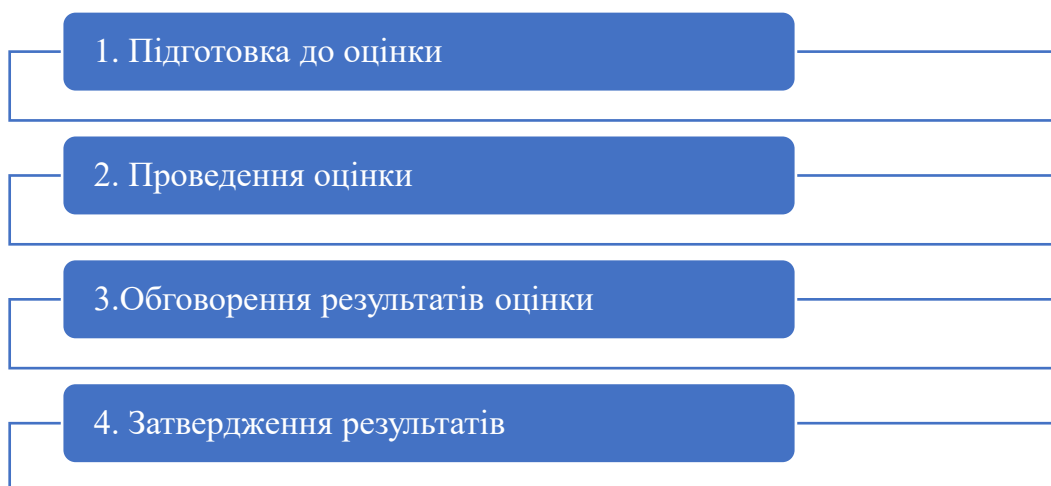 1. Підготовка до оцінки
2. Проведення оцінки
3.Обговорення результатів оцінки
4. Затвердження результатів